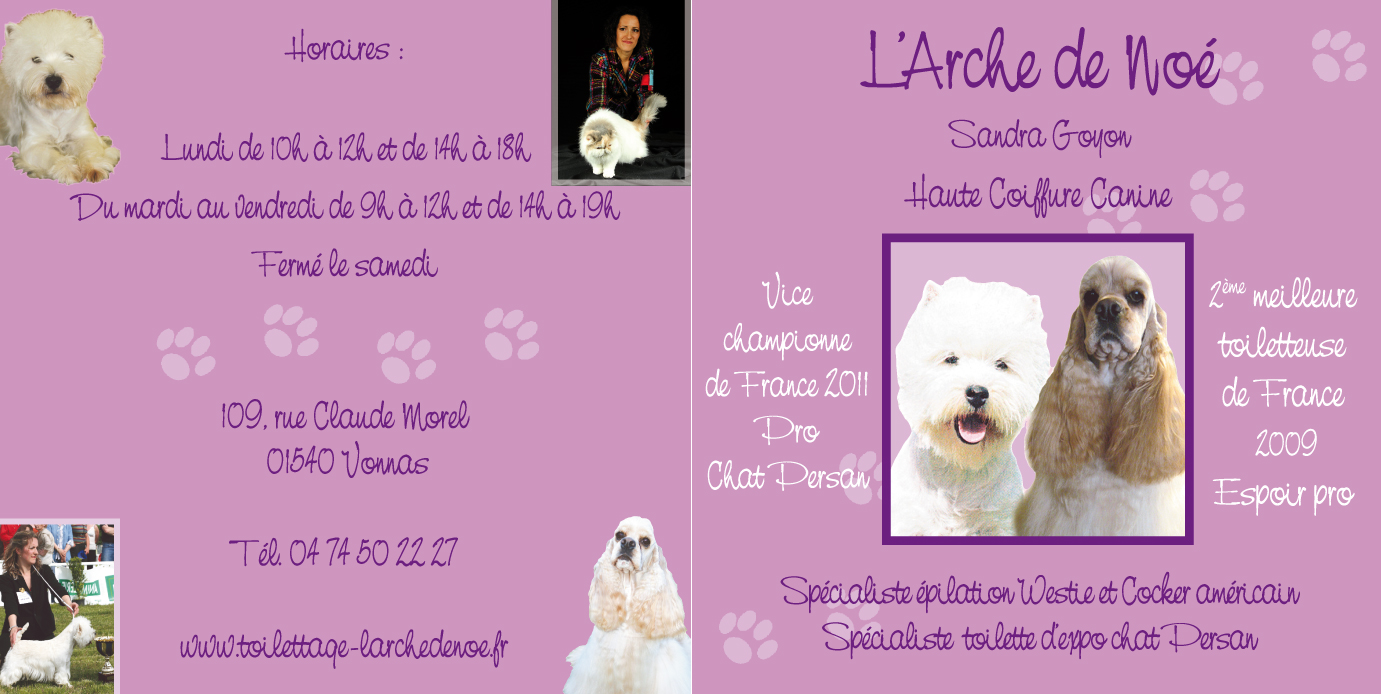 Horaires :
Lundi de 10h à 12h et de 14h à 18h
Du mardi au vendredi de 9h à 12h et de 14h à 19h
Fermé le samedi
109, rue Claude Morel
01540 Vonnas
Tél. 04 74 50 22 27
www.toilettage-larchedenoe.fr
L'Arche de Noé
Sandra Goyon
Haute Coiffure Canine
Vice
championne
de France 2011
Pro
Chat Persan
2ème meilleure
toiletteuse
de France
2009
Espoir pro
Spécialiste épilation Westie et Cocker américain
Spécialiste toilette d'expo chat Persan